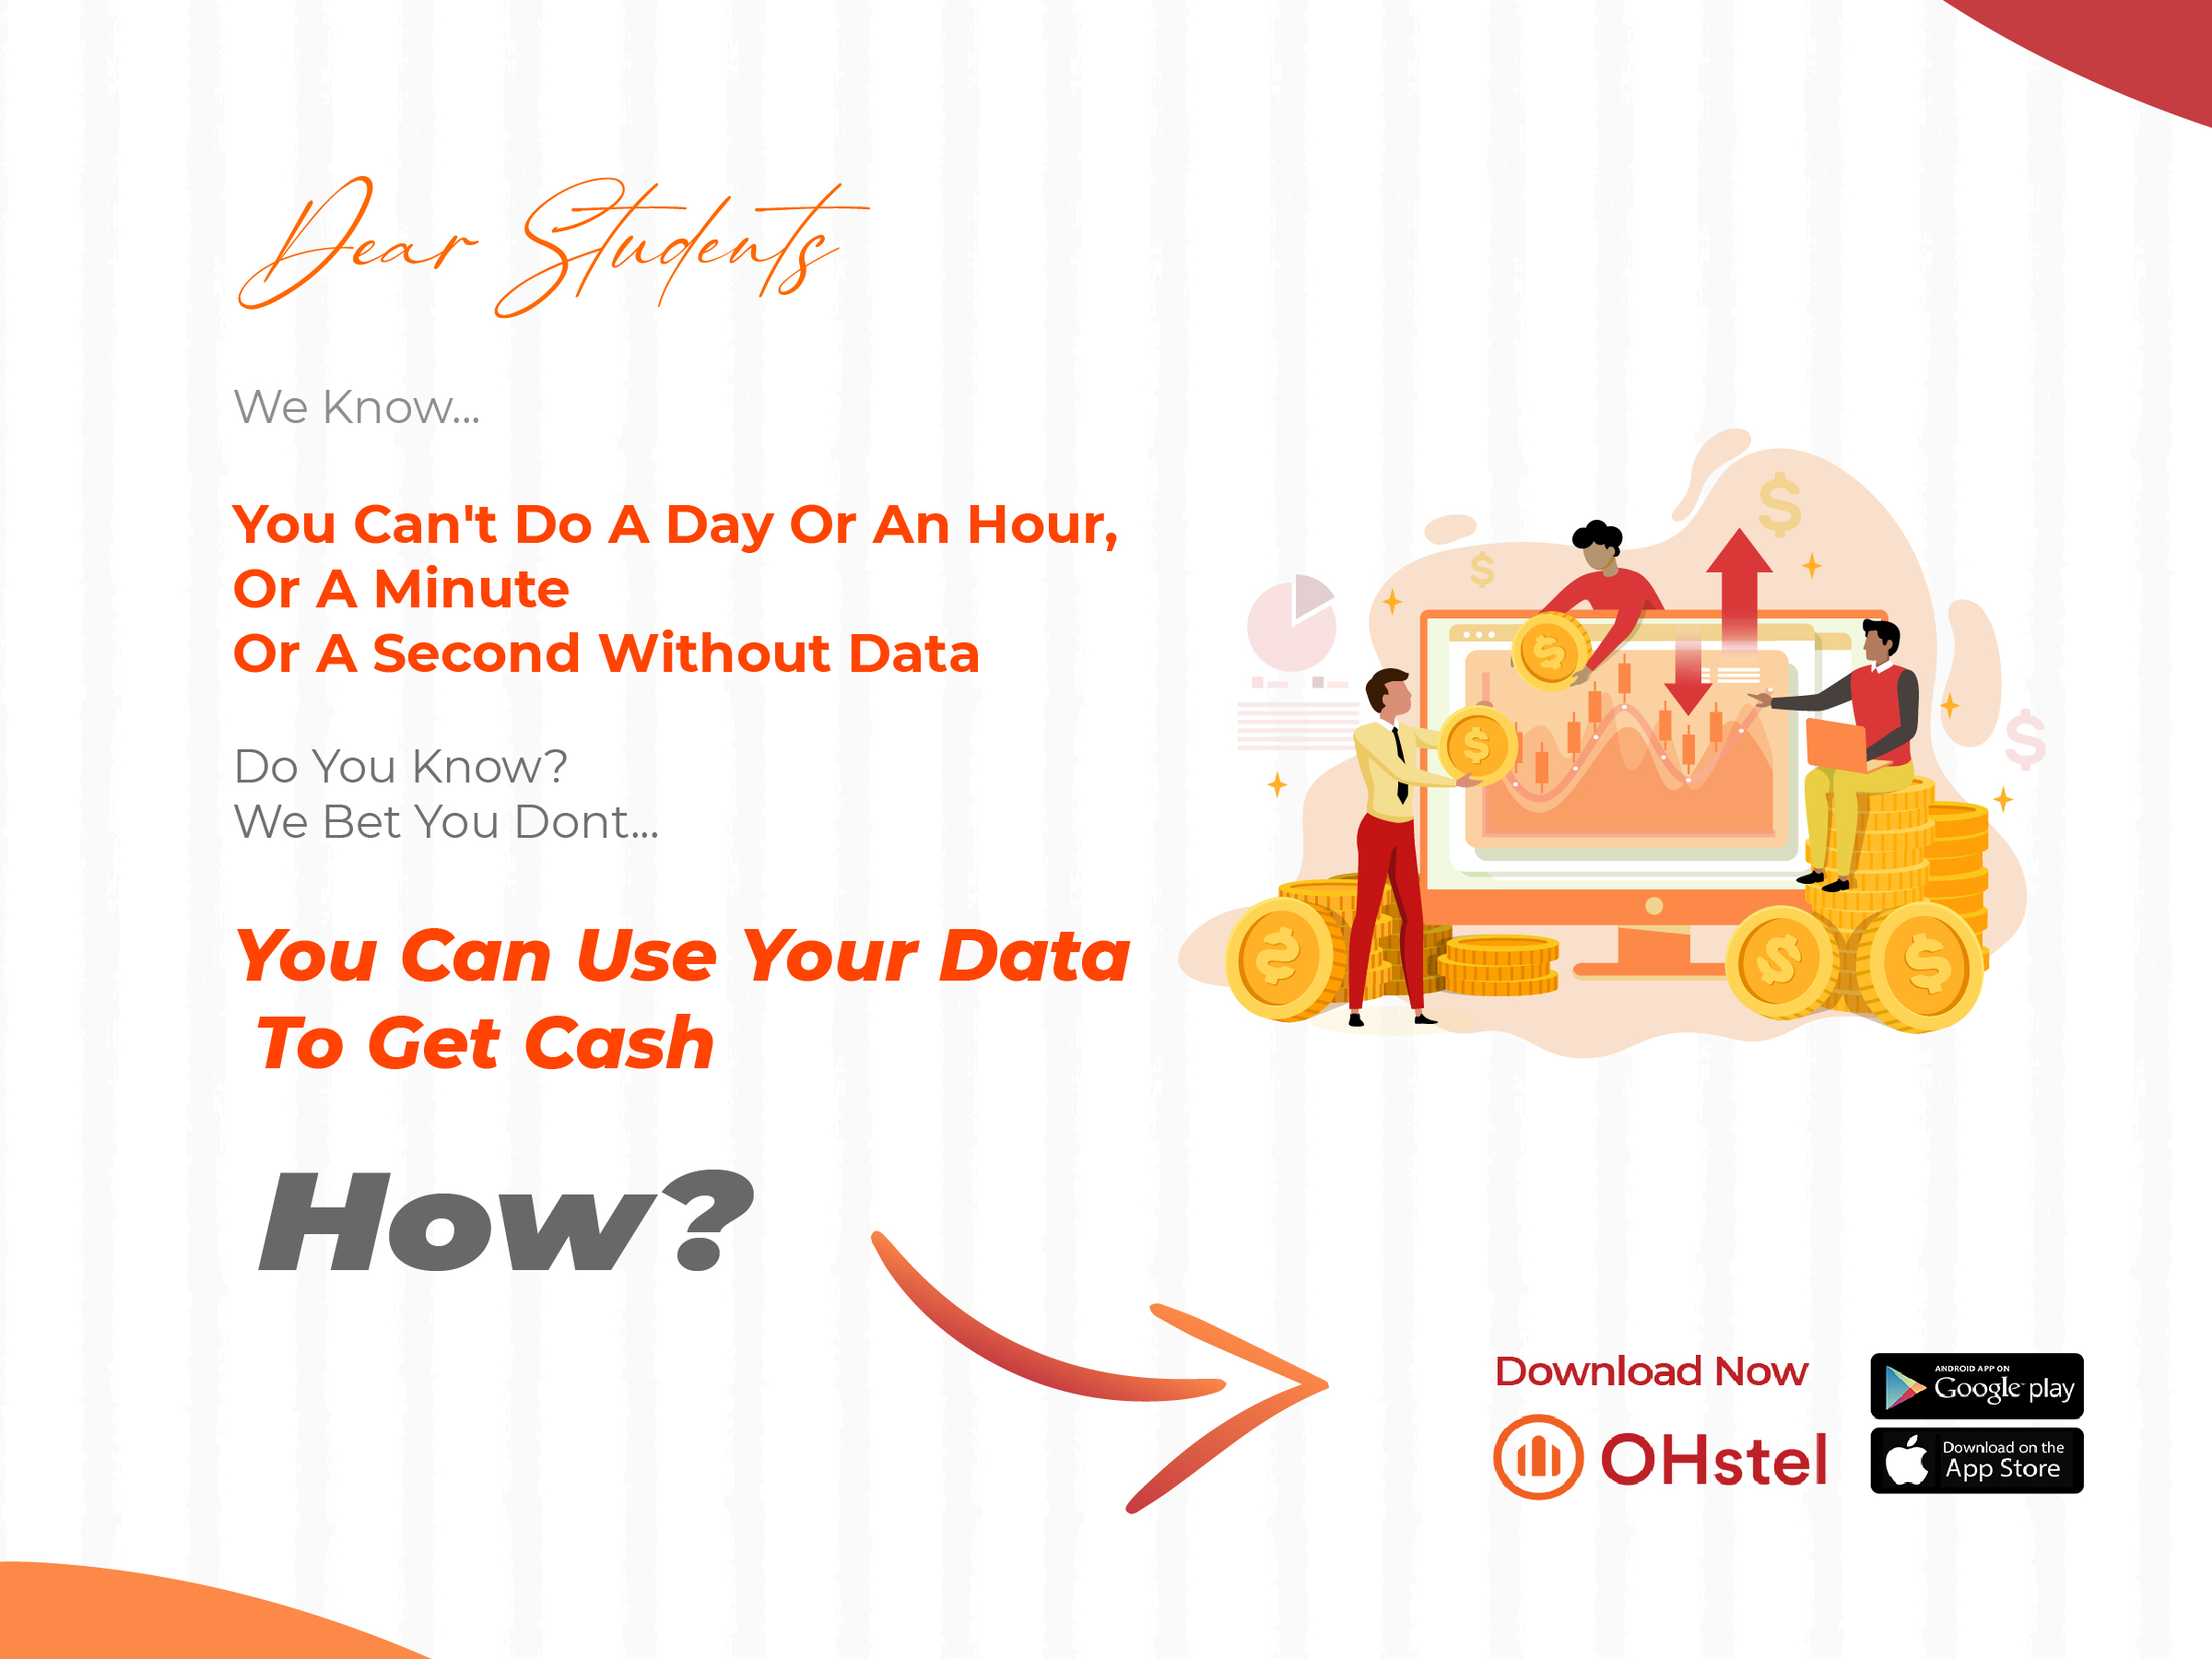 Dear Students
We Know...
You Can't Do A Day Or An Hour,
Or A Minute
Or A Second Without Data
Do You Know?
We Bet You Dont...
You Can Use Your Data
To Get Cash
How?
Download Now
OHstel
ANDROID APP ON
Google play
Download on the
App Store